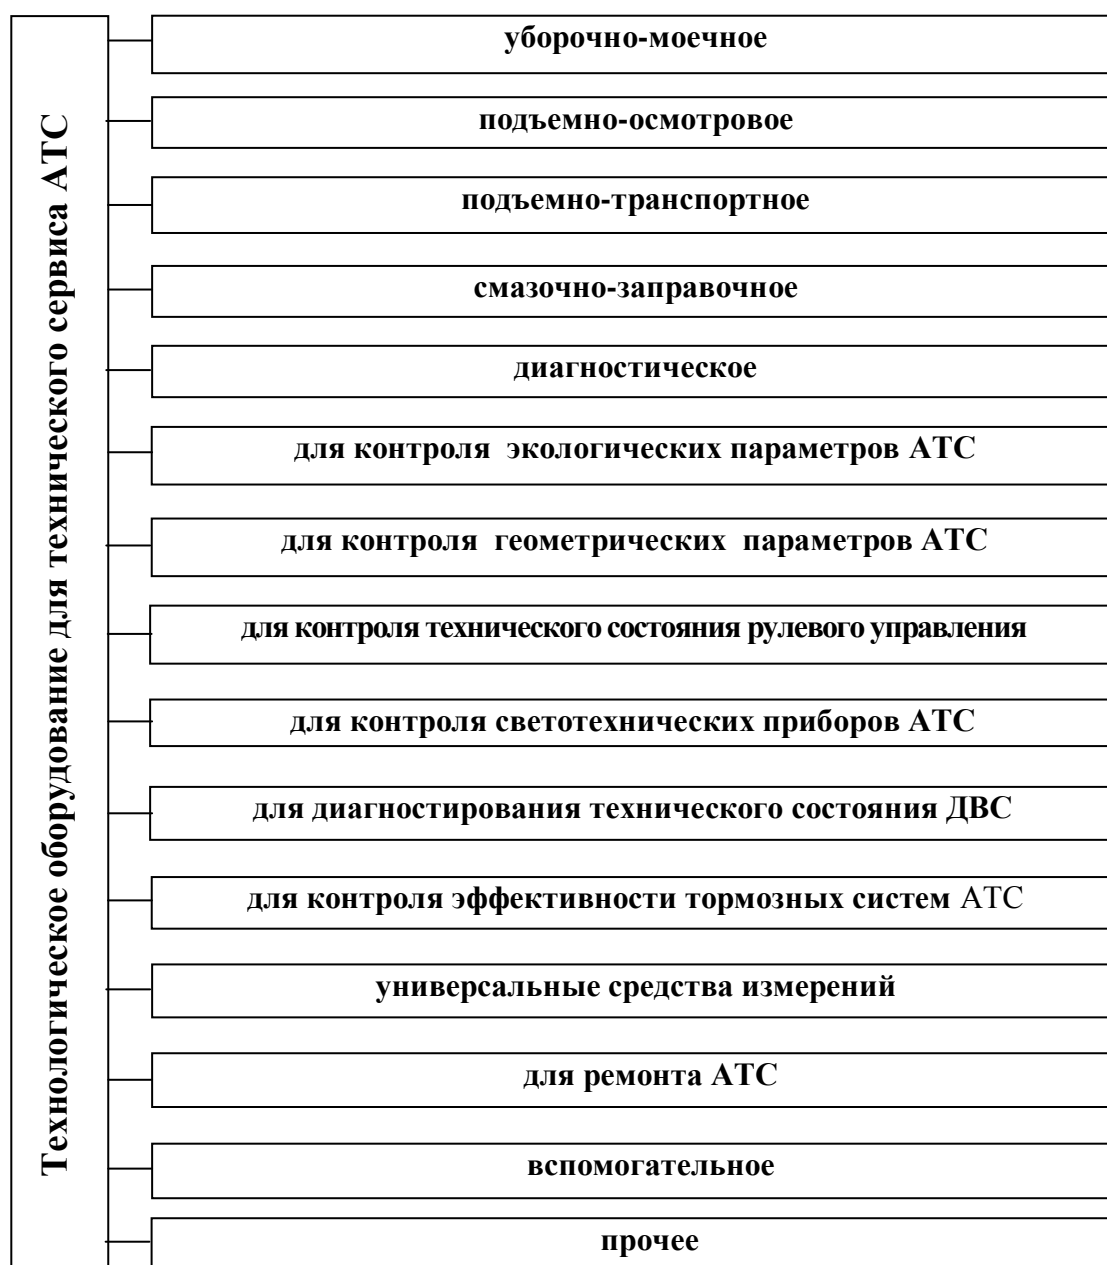 Технологическое оборудование для технического сервиса АТС
уборочно-моечное
подъемно-осмотровое
подъемно-транспортное
смазочно-заправочное
диагностическое
для контроля экологических параметров АТС
для контроля геометрических параметров АТС
для контроля технического состояния рулевого управления
для контроля светотехнических приборов АТС
для диагностирования технического состояния ДВС
для контроля эффективности тормозных систем АТС
универсальные средства измерений
для ремонта АТС
вспомогательное
прочее